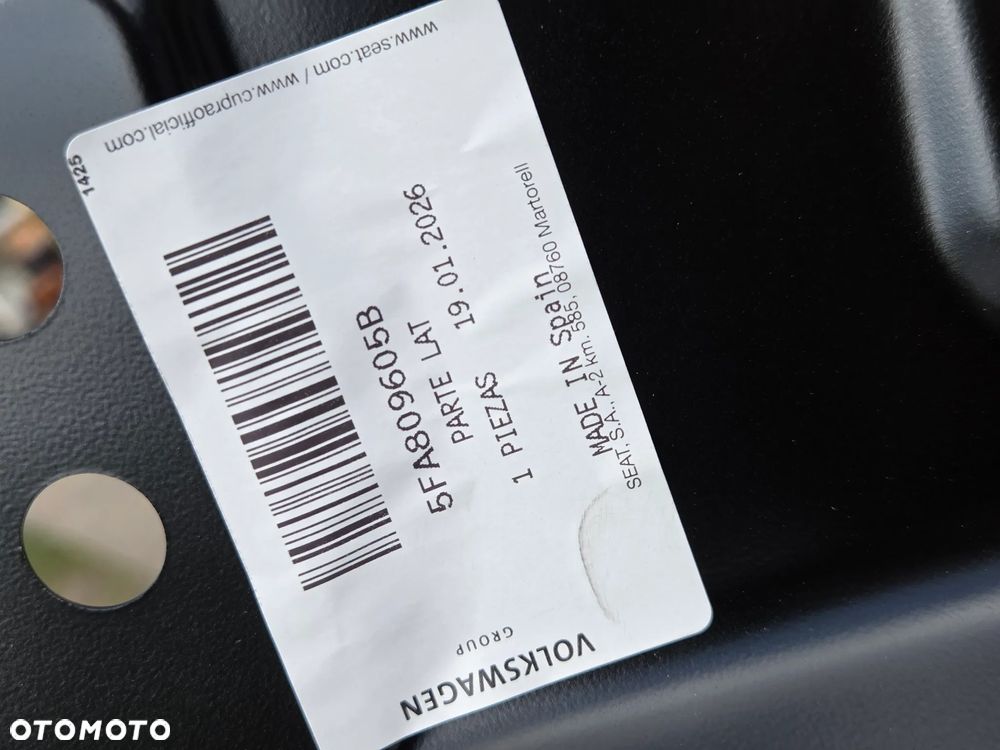 www.seat.com / www.cupraofficial.com
1425
5FA809605B
PARTE LAT
19.01.2026
1 PIEZAS
MADE IN Spain
SEAT, S.A., A-2 km. 585, 08760 Martorell
VOLKSWAGEN
GROUP
OTOMOTO